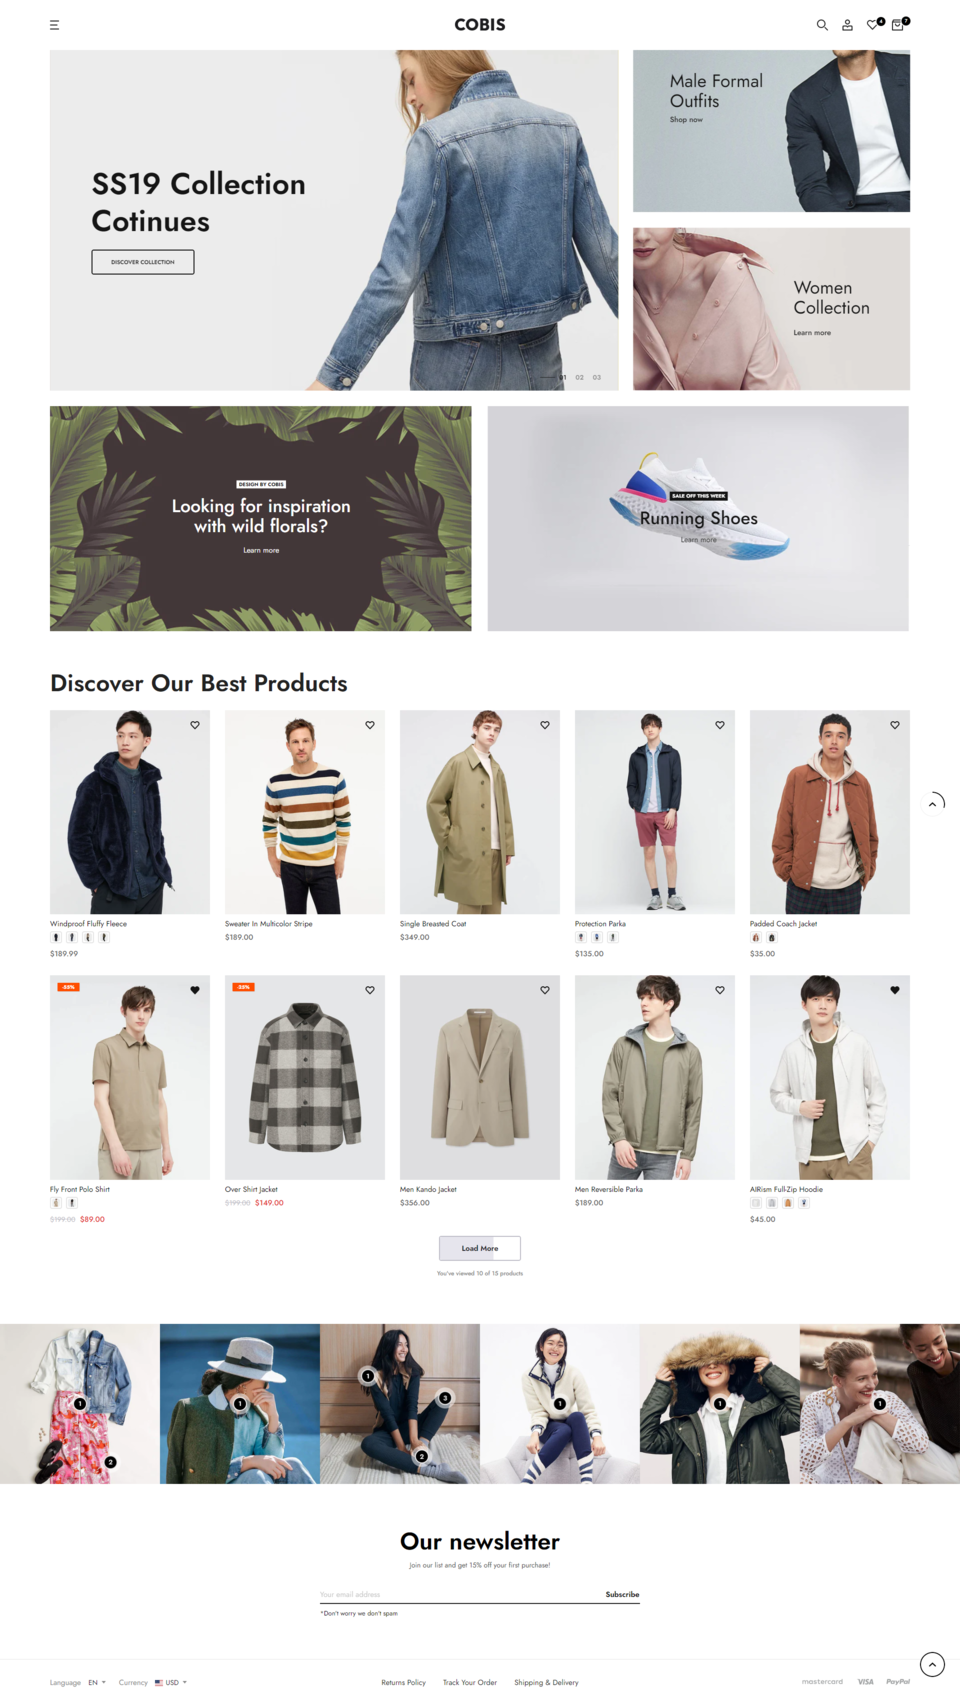 COBIS
4
7
SS19 Collection
Cotinues
DISCOVER COLLECTION
01 02 03
Male Formal
Outfits
Shop now
Women
Collection
Learn more
DESIGN BY COBIS
Looking for inspiration
with wild florals?
Learn more
SALE OFF THIS WEEK
Running Shoes
Learn more
Discover Our Best Products
Windproof Fluffy Fleece
$189.99
Sweater In Multicolor Stripe
$189.00
Single Breasted Coat
$349.00
Protection Parka
$135.00
Padded Coach Jacket
$35.00
Fly Front Polo Shirt
$199.00 $89.00
Over Shirt Jacket
$199.00 $149.00
Men Kando Jacket
$356.00
Men Reversible Parka
$189.00
AIRism Full-Zip Hoodie
$45.00
Load More
You've viewed 10 of 15 products
1
2
1
1
3
2
1
1
1
Our newsletter
Join our list and get 15% off your first purchase!
Your email address Subscribe
*Don't worry we don't spam
Language EN Currency USD
Returns Policy Track Your Order Shipping & Delivery
mastercard VISA PayPal